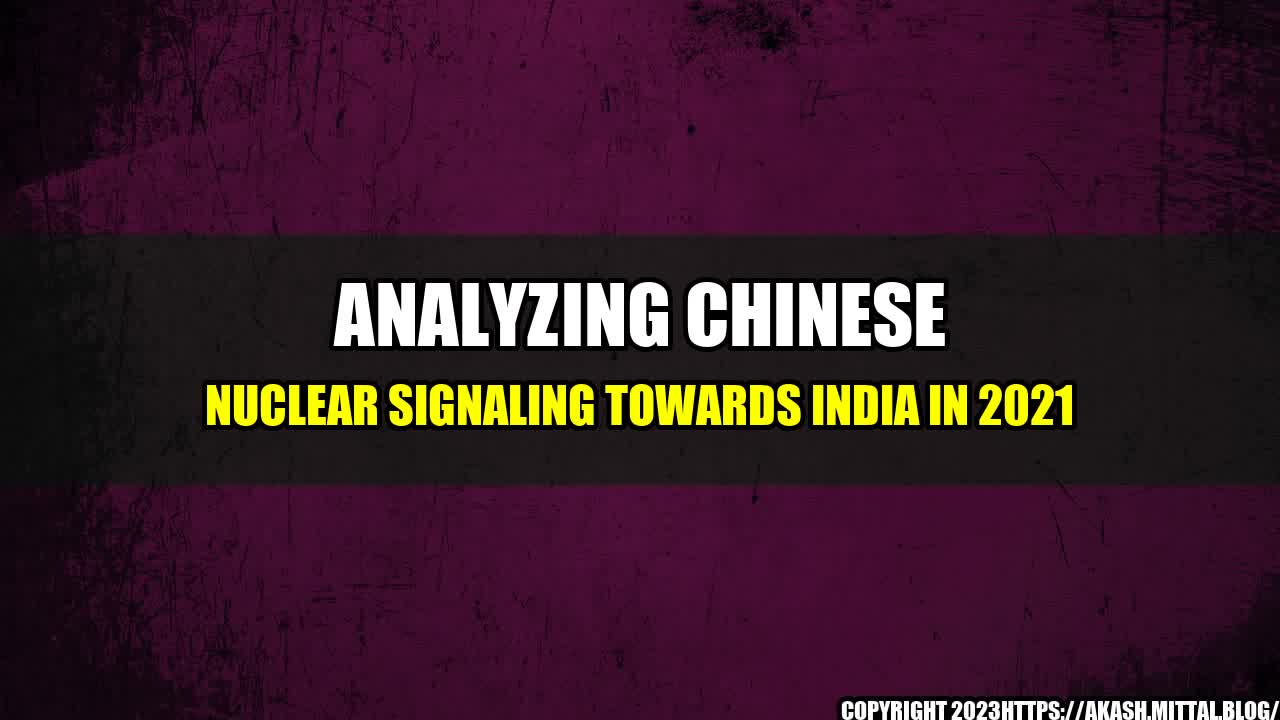 ANALYZING CHINESE
NUCLEAR SIGNALING TOWARDS INDIA IN 2021
COPYRIGHT 2023HTTPS://AKASH.MITTAL.BLOG/